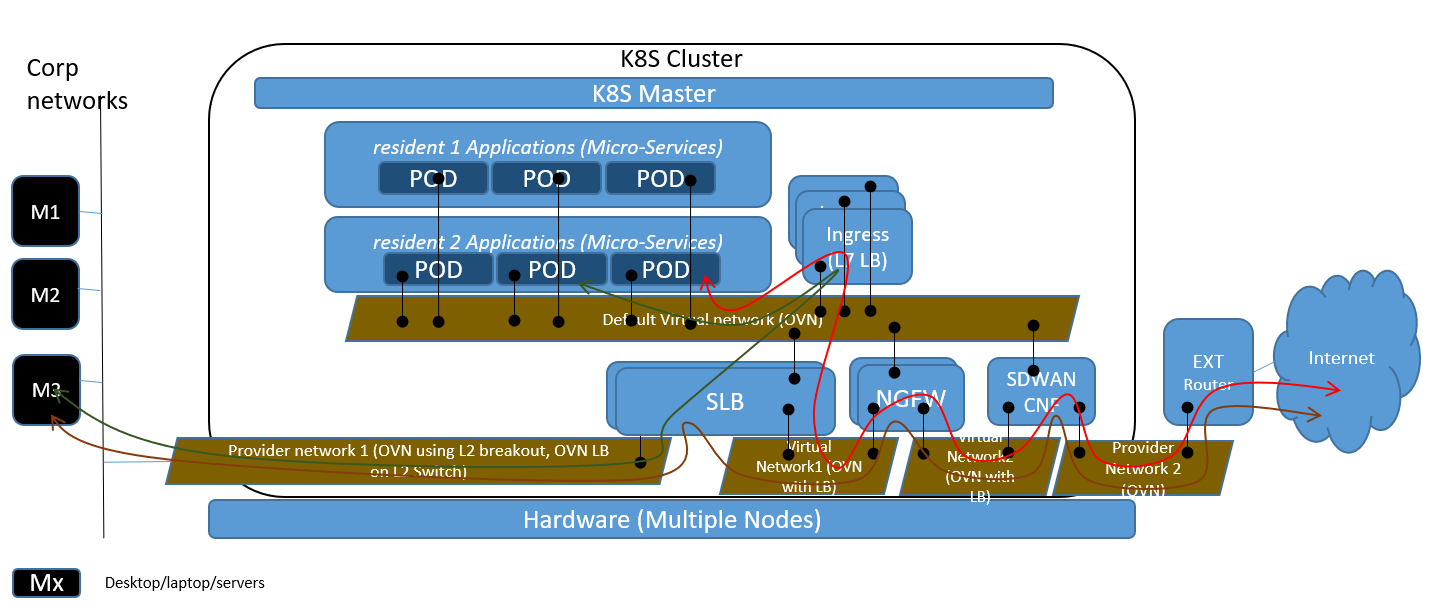 K8S Cluster
Corp
networks
K8S Master
resident 1 Applications (Micro-Services)
POD
POD
POD
M1
resident 2 Applications (Micro-Services)
POD
POD
POD
Ingress
(L7 LB)
M2
Default Virtual network (OVN)
M3
SLB
NGFW
SDWAN
CNF
EXT
Router
Internet
Provider network 1 (OVN using L2 breakout, OVN LB
on L2 Switch)
Virtual
Network1 (OVN
with LB)
Virtual
Network2
(OVN with
LB)
Provider
Network 2
(OVN)
Hardware (Multiple Nodes)
Mx
Desktop/laptop/servers